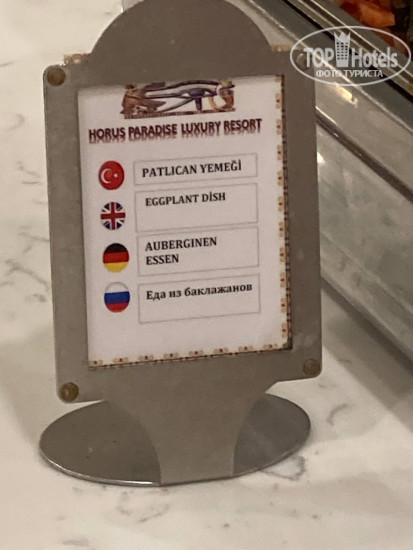 TOP Hotels
ФОТО ТУРИСТА
HORUS PARADISE LUXURY RESORT
PATLICAN YEMEĞİ
EGGPLANT DİSH
AUBERGINEN
ESSEN
Еда из баклажанов